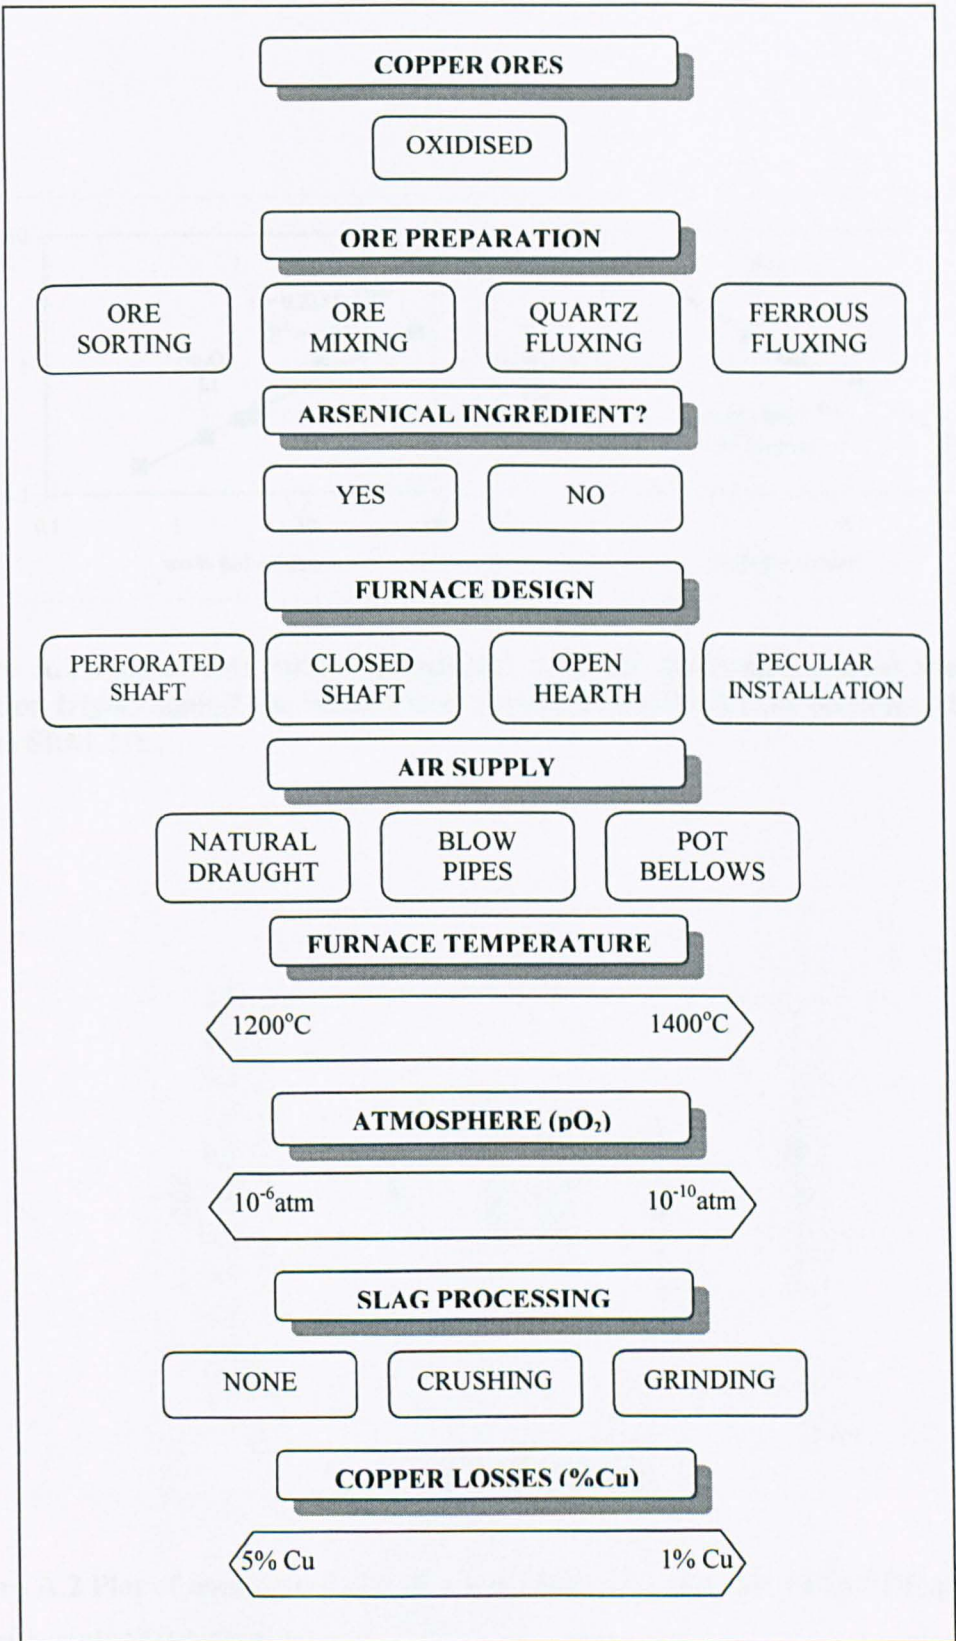 COPPER ORES
OXIDISED
ORE PREPARATION
ORE SORTING
ORE MIXING
QUARTZ FLUXING
FERROUS FLUXING
ARSENICAL INGREDIENT?
YES
NO
FURNACE DESIGN
PERFORATED SHAFT
CLOSED SHAFT
OPEN HEARTH
PECULIAR INSTALLATION
AIR SUPPLY
NATURAL DRAUGHT
BLOW PIPES
POT BELLOWS
FURNACE TEMPERATURE
1200°C
1400°C
ATMOSPHERE (pO₂)
10⁻⁶atm
10⁻¹⁰atm
SLAG PROCESSING
NONE
CRUSHING
GRINDING
COPPER LOSSES (%Cu)
5% Cu
1% Cu